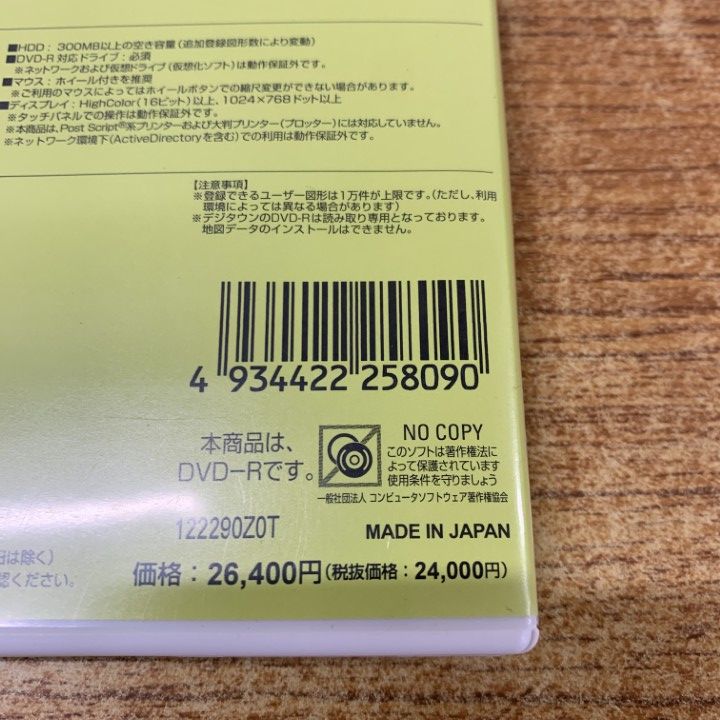 ■HDD：300MB以上の空き容量（追加登録図形数により変動）
■DVD-R 対応ドライブ：必須
※ネットワークおよび仮想ドライブ（仮想化ソフト）は動作保証外です。
■マウス：ホイール付きを推奨
※ご利用のマウスによってはホイールボタンでの縮尺変更ができない場合があります。
■ディスプレイ：HighColor（16ビット）以上、1024×768ドット以上
※タッチパネルでの操作は動作保証外です。
※本商品は、Post Script®系プリンターおよび大判プリンター（プロッター）には対応していません。
※ネットワーク環境下（ActiveDirectoryを含む）での利用は動作保証外です。
【注意事項】
※登録できるユーザー図形は1万件が上限です。（ただし、利用
環境によっては異なる場合があります）
※デジタウンのDVD-Rは読み取り専用となっております。
地図データのインストールはできません。
4 934422 258090
本商品は、
DVD-Rです。
NO COPY
このソフトは著作権法に
よって保護されています
使用条件を守りましょう
一般社団法人 コンピュータソフトウェア著作権協会
122290Z0T
MADE IN JAPAN
は除く）
認ください。
価格：26,400円（税抜価格：24,000円）